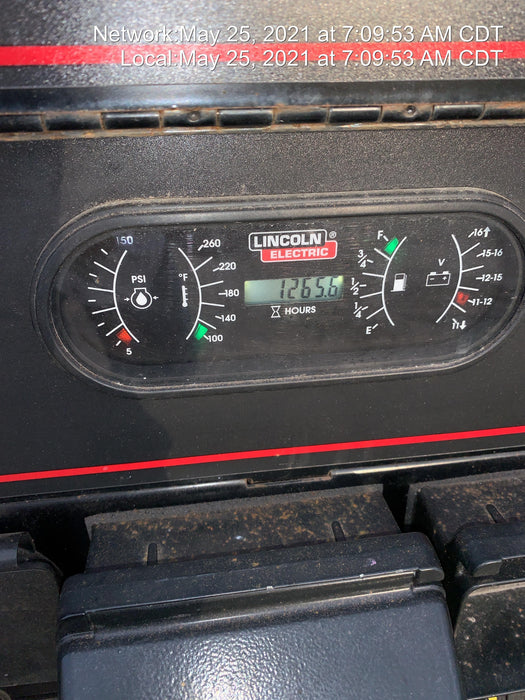 Network:May 25, 2021 at 7:09:53 AM CDT
Local:May 25, 2021 at 7:09:53 AM CDT
LINCOLN ®
ELECTRIC
1265.6
HOURS
50
PSI
5
260
220
°F
180
140
100
F
3/4
1/2
1/4
E
16↑
15-16
V
12-15
11-12
11↓